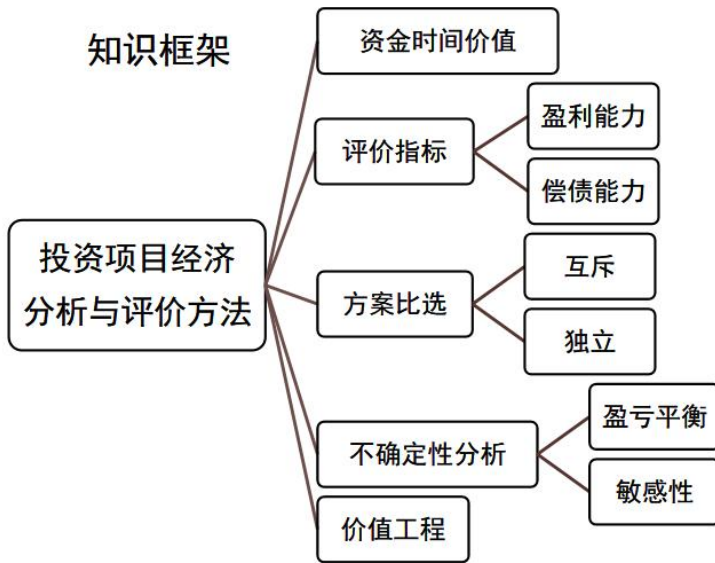 知识框架
资金时间价值
评价指标
盈利能力
偿债能力
投资项目经济
分析与评价方法
方案比选
互斥
独立
不确定性分析
盈亏平衡
敏感性
价值工程